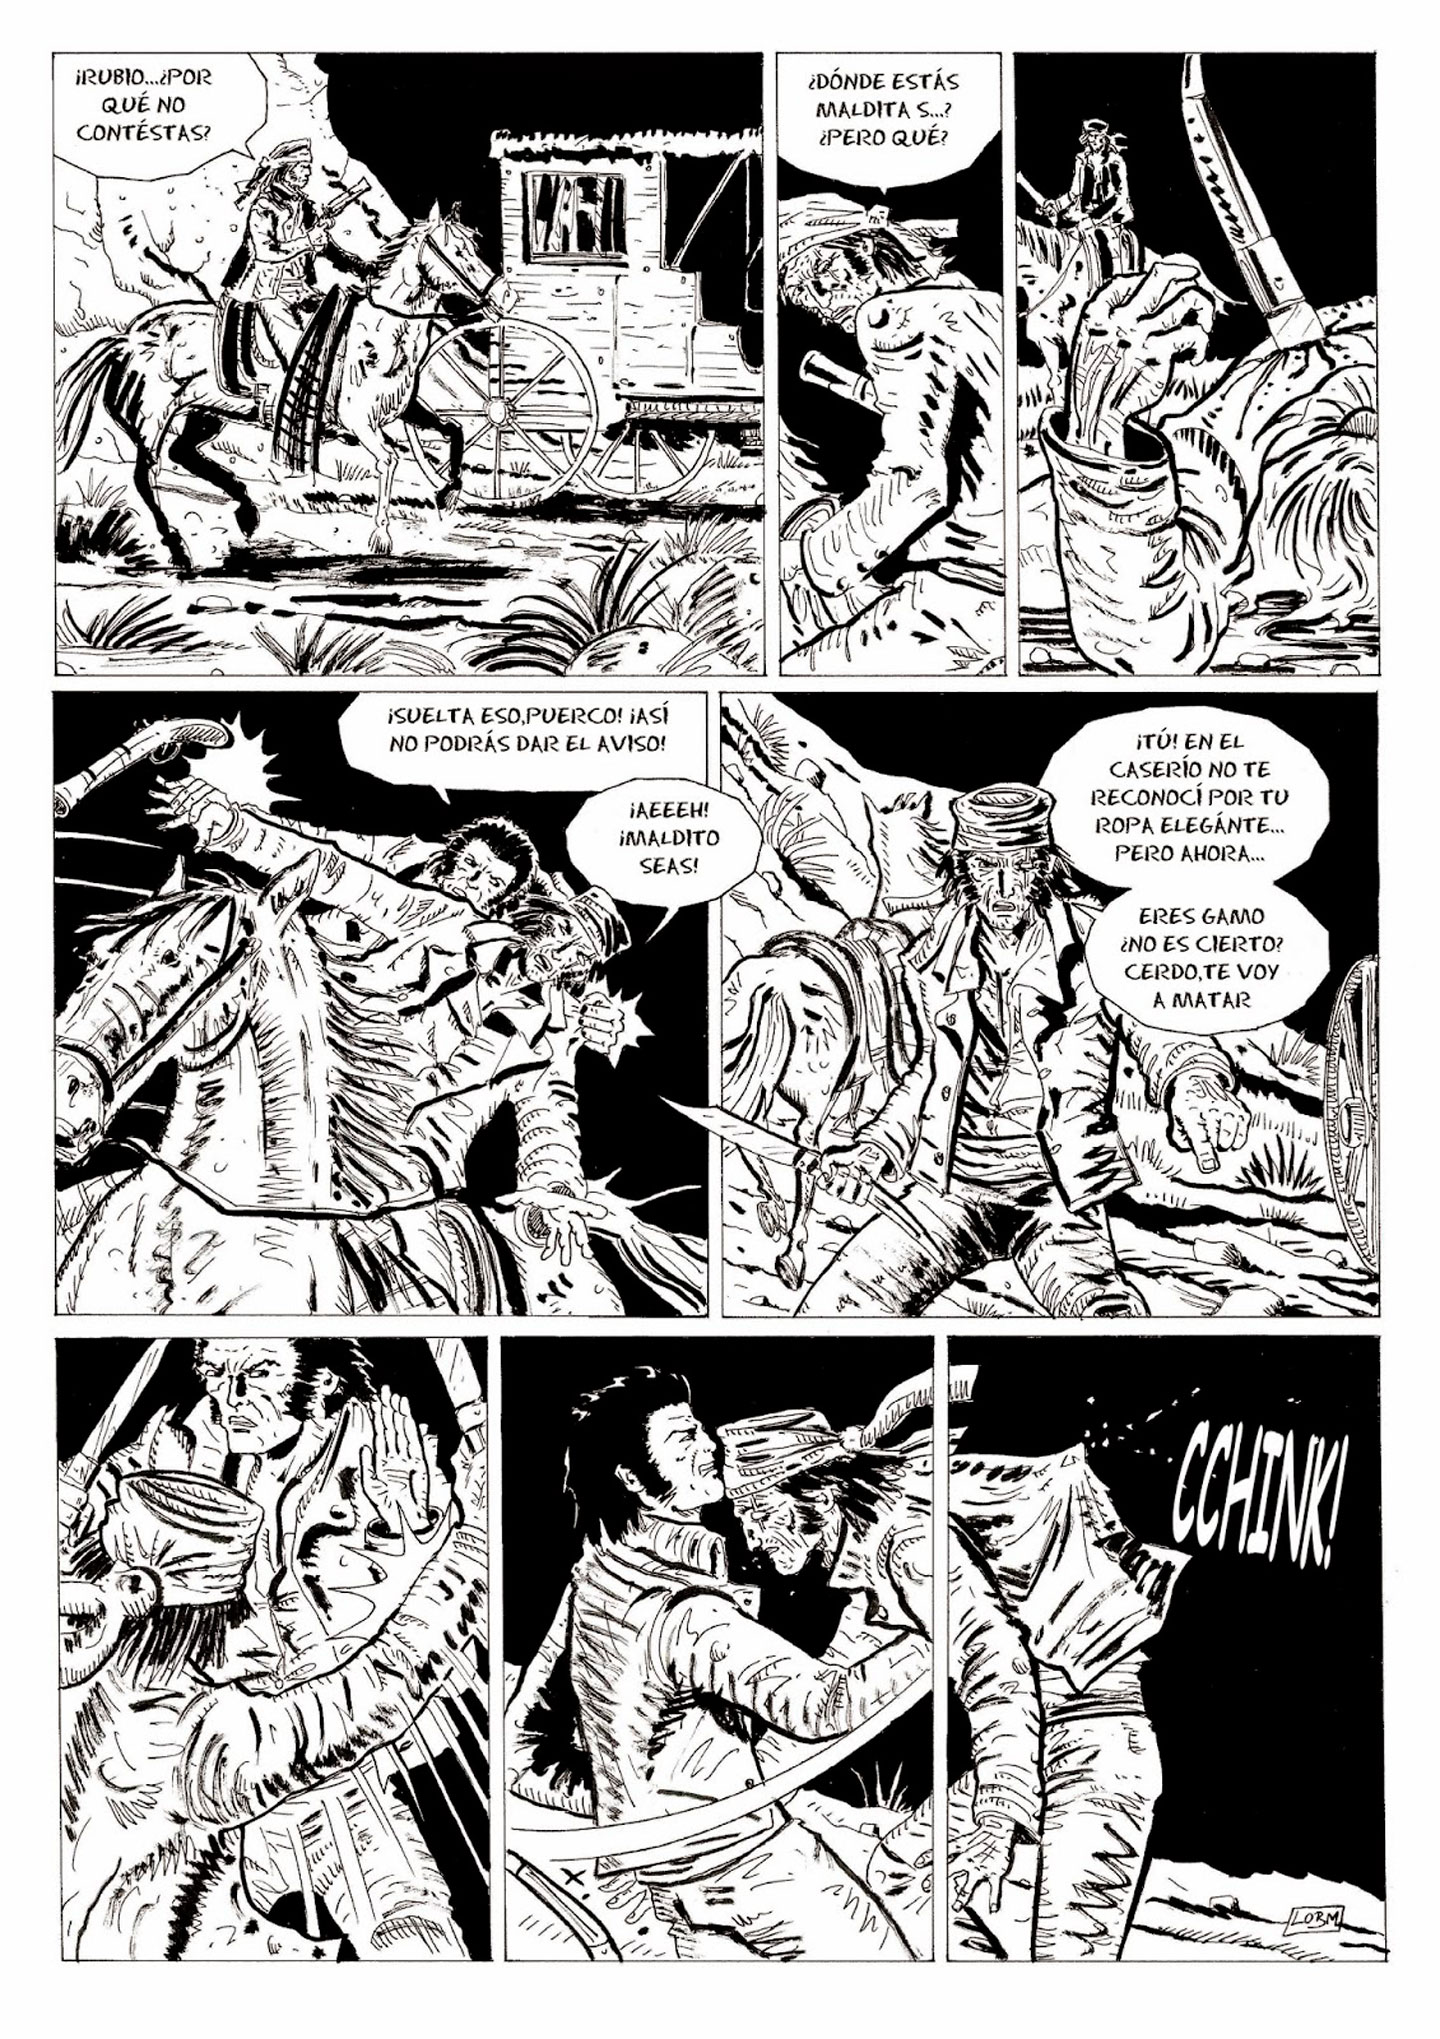 ¡RUBIO...¿POR
QUÉ NO
CONTÉSTAS?
¿DÓNDE ESTÁS
MALDITA S...?
¿PERO QUÉ?
¡SUELTA ESO,PUERCO! ¡ASÍ
NO PODRÁS DAR EL AVISO!
¡AEEEH!
¡MALDITO
SEAS!
¡TÚ! EN EL
CASERÍO NO TE
RECONOCÍ POR TU
ROPA ELEGÁNTE...
PERO AHORA...
ERES GAMO
¿NO ES CIERTO?
CERDO,TE VOY
A MATAR
CCHINK!
LOBM